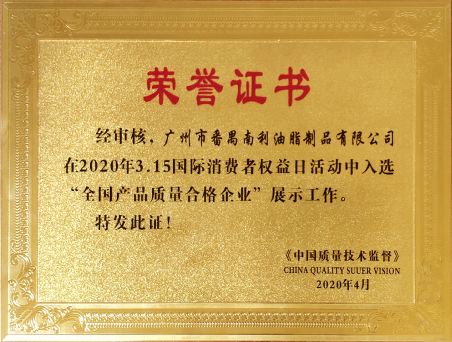 荣誉证书
经审核，广州市番禺南利油脂制品有限公司
在2020年3.15国际消费者权益日活动中入选
“全国产品质量合格企业”展示工作。
特发此证！
《中国质量技术监督》
CHINA QUALITY SUUER VISION
2020年4月